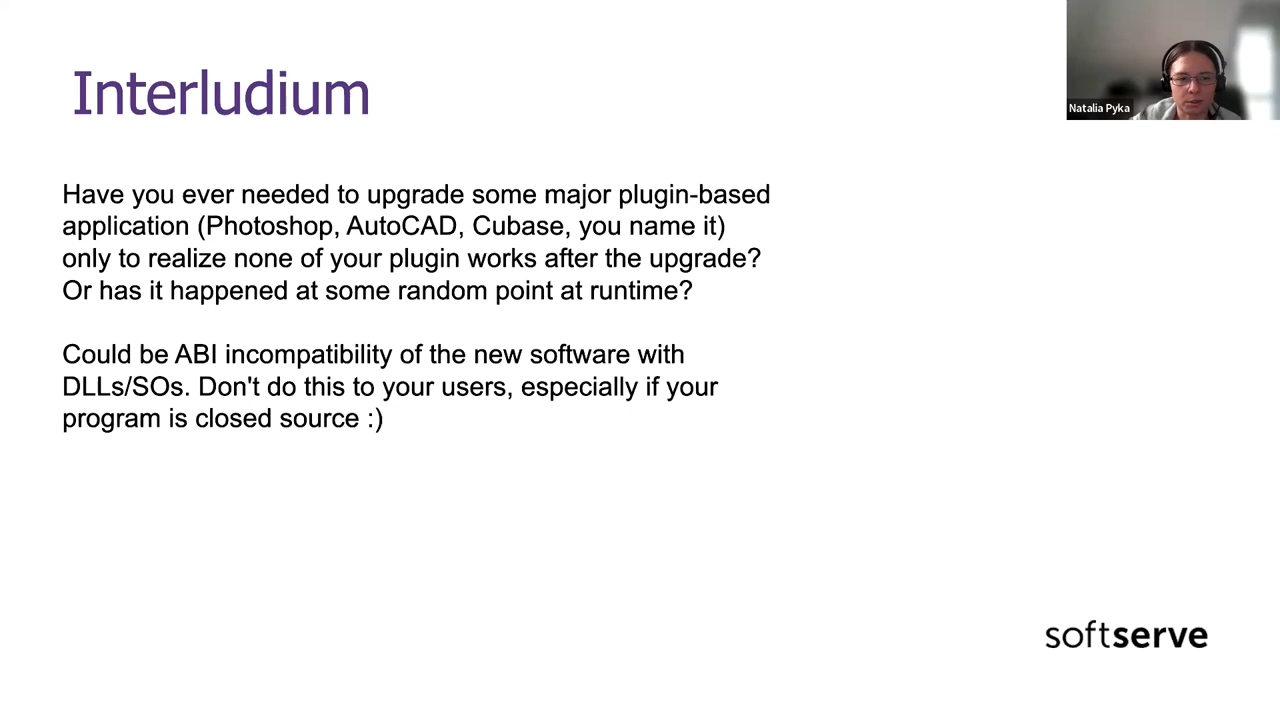 Interludium
Natalia Pyka
Have you ever needed to upgrade some major plugin-based
application (Photoshop, AutoCAD, Cubase, you name it)
only to realize none of your plugin works after the upgrade?
Or has it happened at some random point at runtime?
Could be ABI incompatibility of the new software with
DLLs/SOs. Don't do this to your users, especially if your
program is closed source :)
softserve